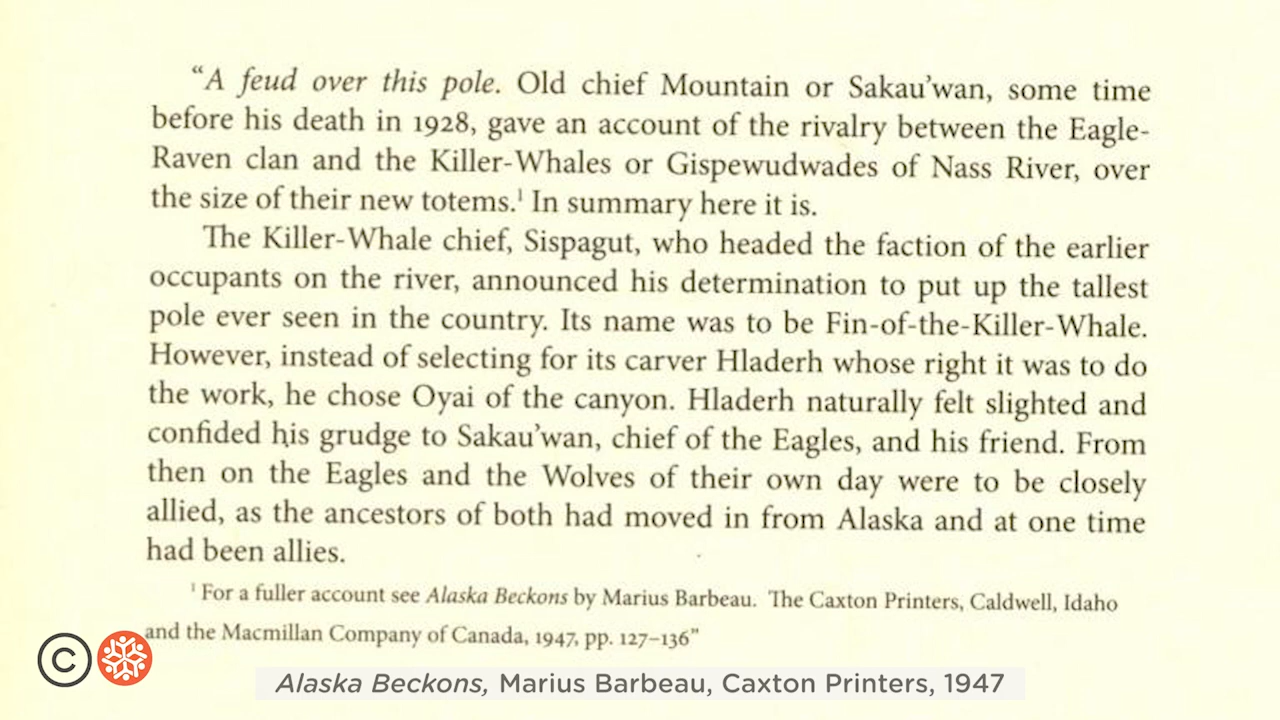 “A feud over this pole. Old chief Mountain or Sakau’wan, some time
before his death in 1928, gave an account of the rivalry between the Eagle-
Raven clan and the Killer-Whales or Gispewudwades of Nass River, over
the size of their new totems.¹ In summary here it is.
The Killer-Whale chief, Sispagut, who headed the faction of the earlier
occupants on the river, announced his determination to put up the tallest
pole ever seen in the country. Its name was to be Fin-of-the-Killer-Whale.
However, instead of selecting for its carver Hladerh whose right it was to do
the work, he chose Oyai of the canyon. Hladerh naturally felt slighted and
confided his grudge to Sakau’wan, chief of the Eagles, and his friend. From
then on the Eagles and the Wolves of their own day were to be closely
allied, as the ancestors of both had moved in from Alaska and at one time
had been allies.
¹ For a fuller account see Alaska Beckons by Marius Barbeau. The Caxton Printers, Caldwell, Idaho
and the Macmillan Company of Canada, 1947, pp. 127–136”
©
Alaska Beckons, Marius Barbeau, Caxton Printers, 1947